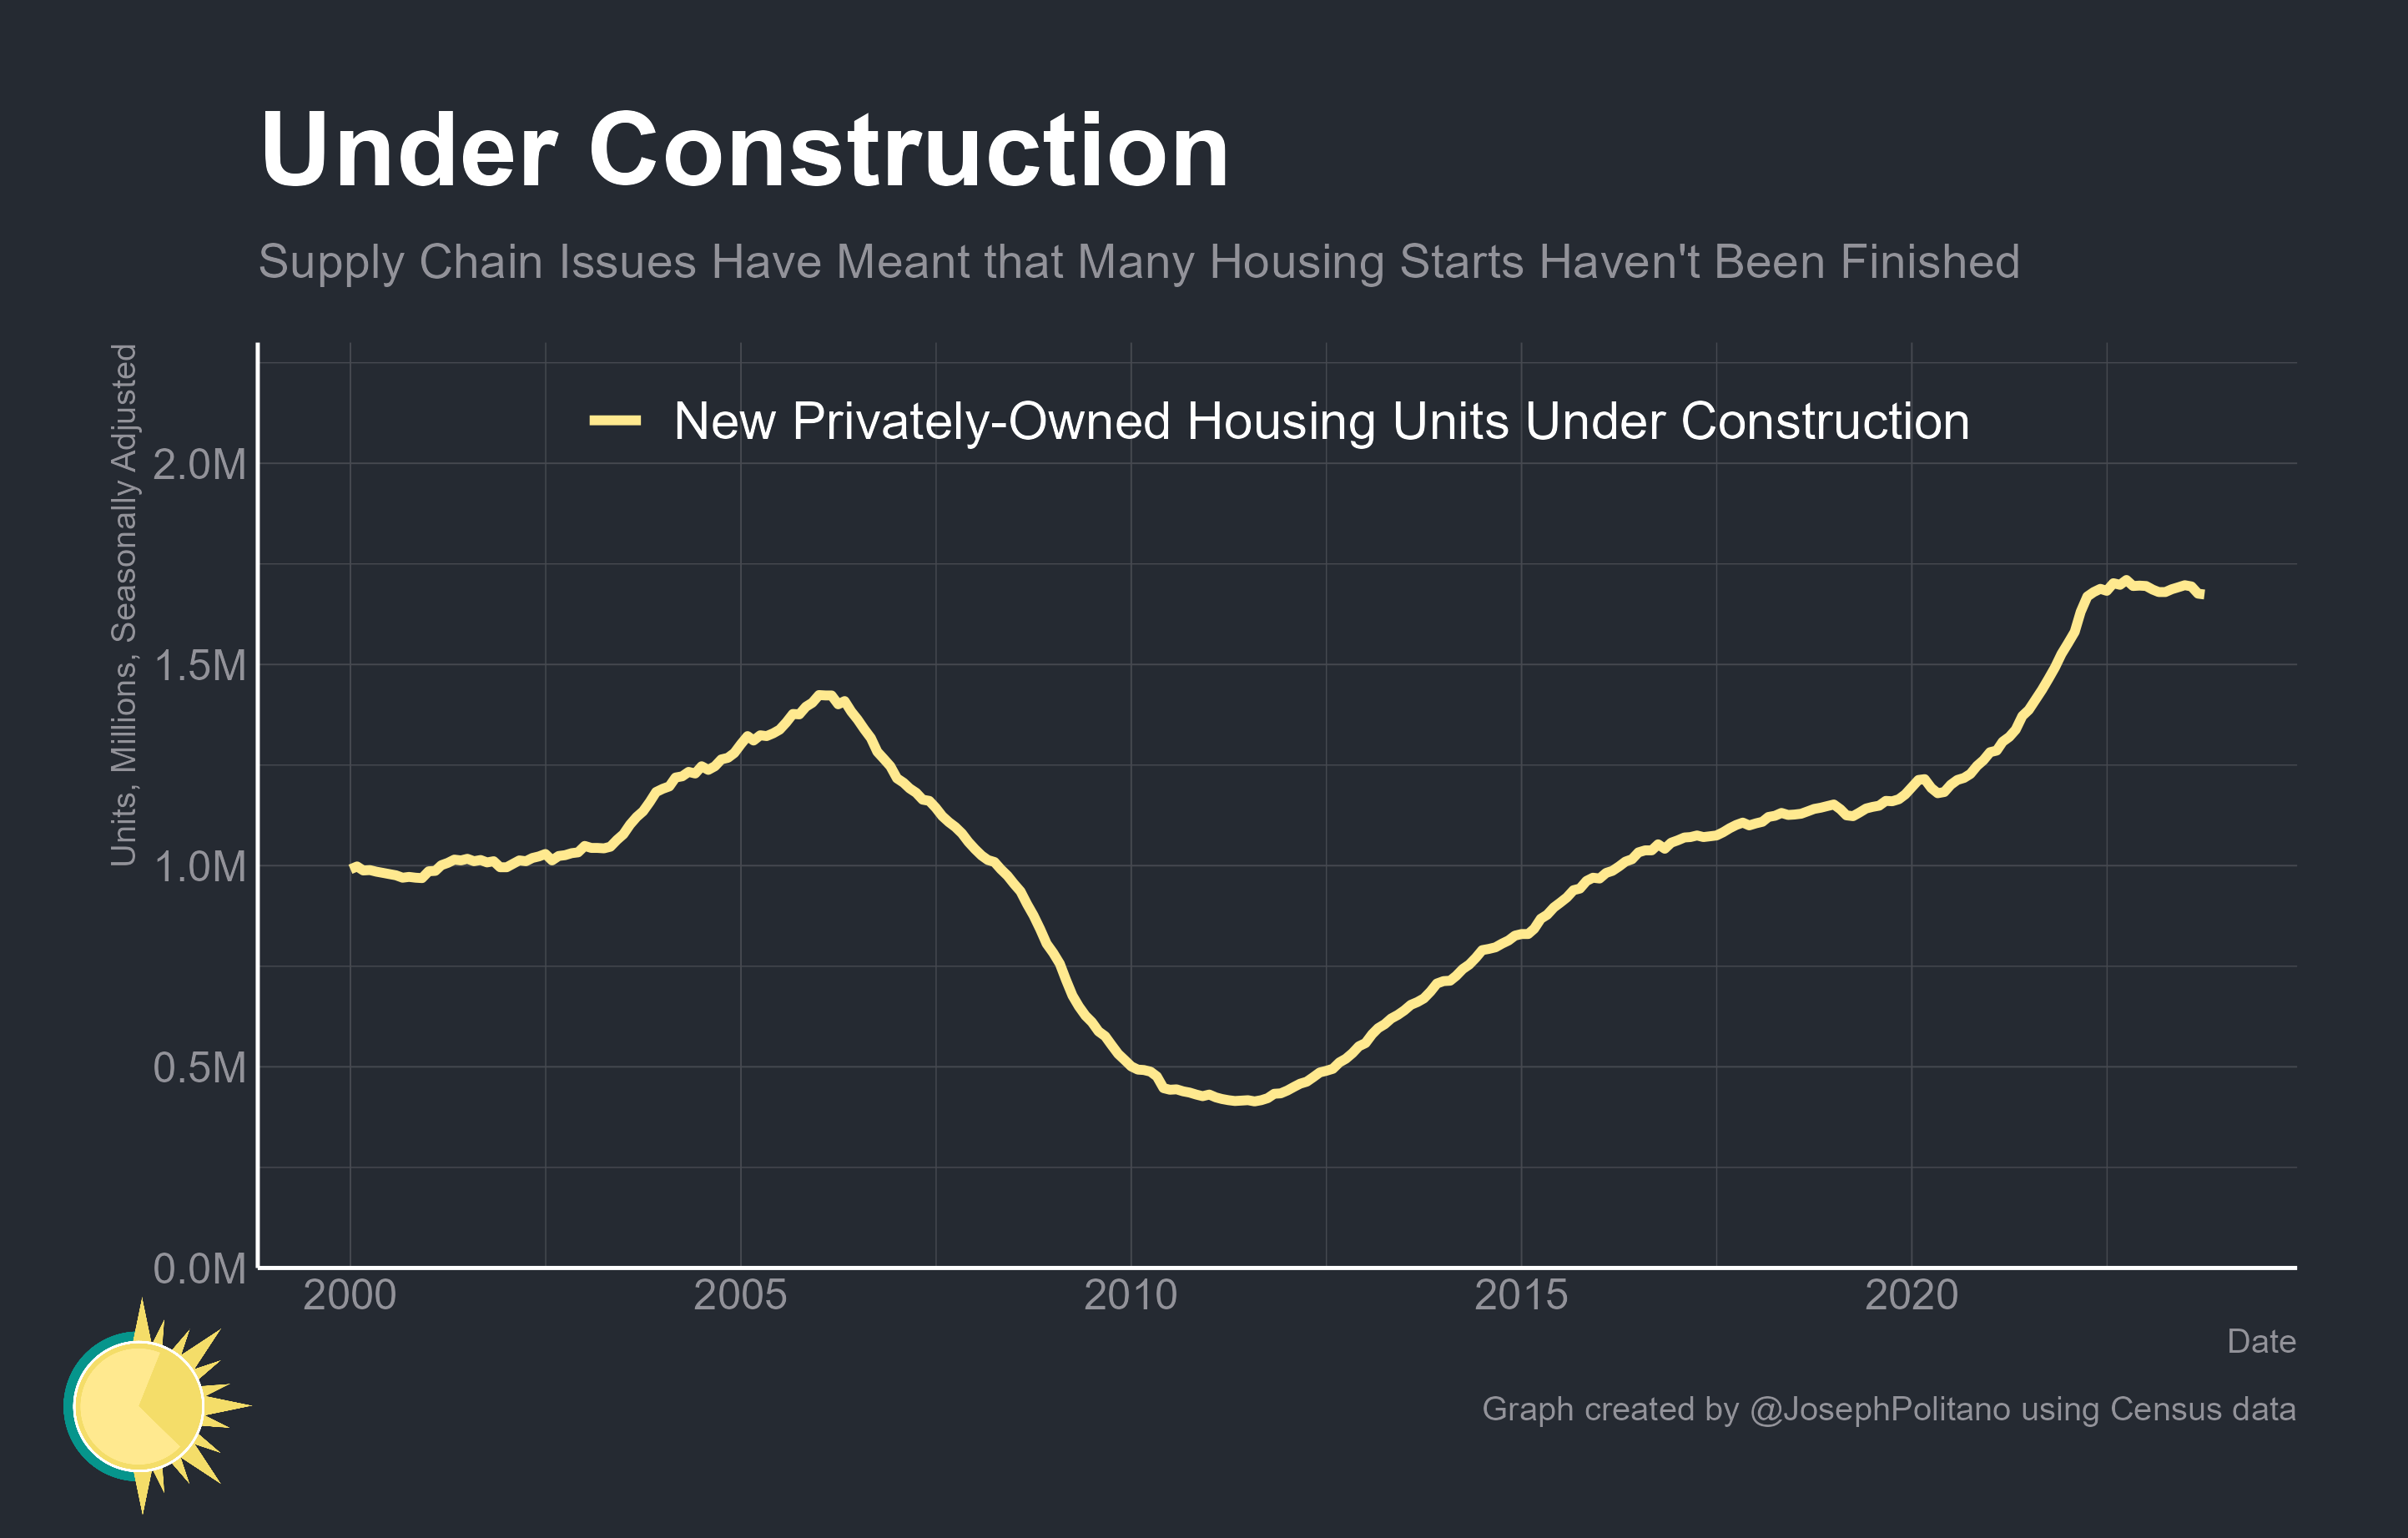 Under Construction
Supply Chain Issues Have Meant that Many Housing Starts Haven't Been Finished
Units, Millions, Seasonally Adjusted
New Privately-Owned Housing Units Under Construction
2.0M
1.5M
1.0M
0.5M
0.0M
2000 2005 2010 2015 2020
Date
Graph created by @JosephPolitano using Census data